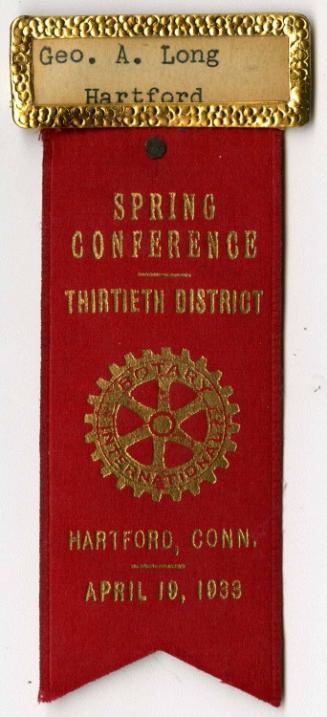 Geo. A. Long
Hartford
SPRING
CONFERENCE
THIRTIETH DISTRICT
ROTARY
INTERNATIONAL
HARTFORD, CONN.
APRIL 19, 1933